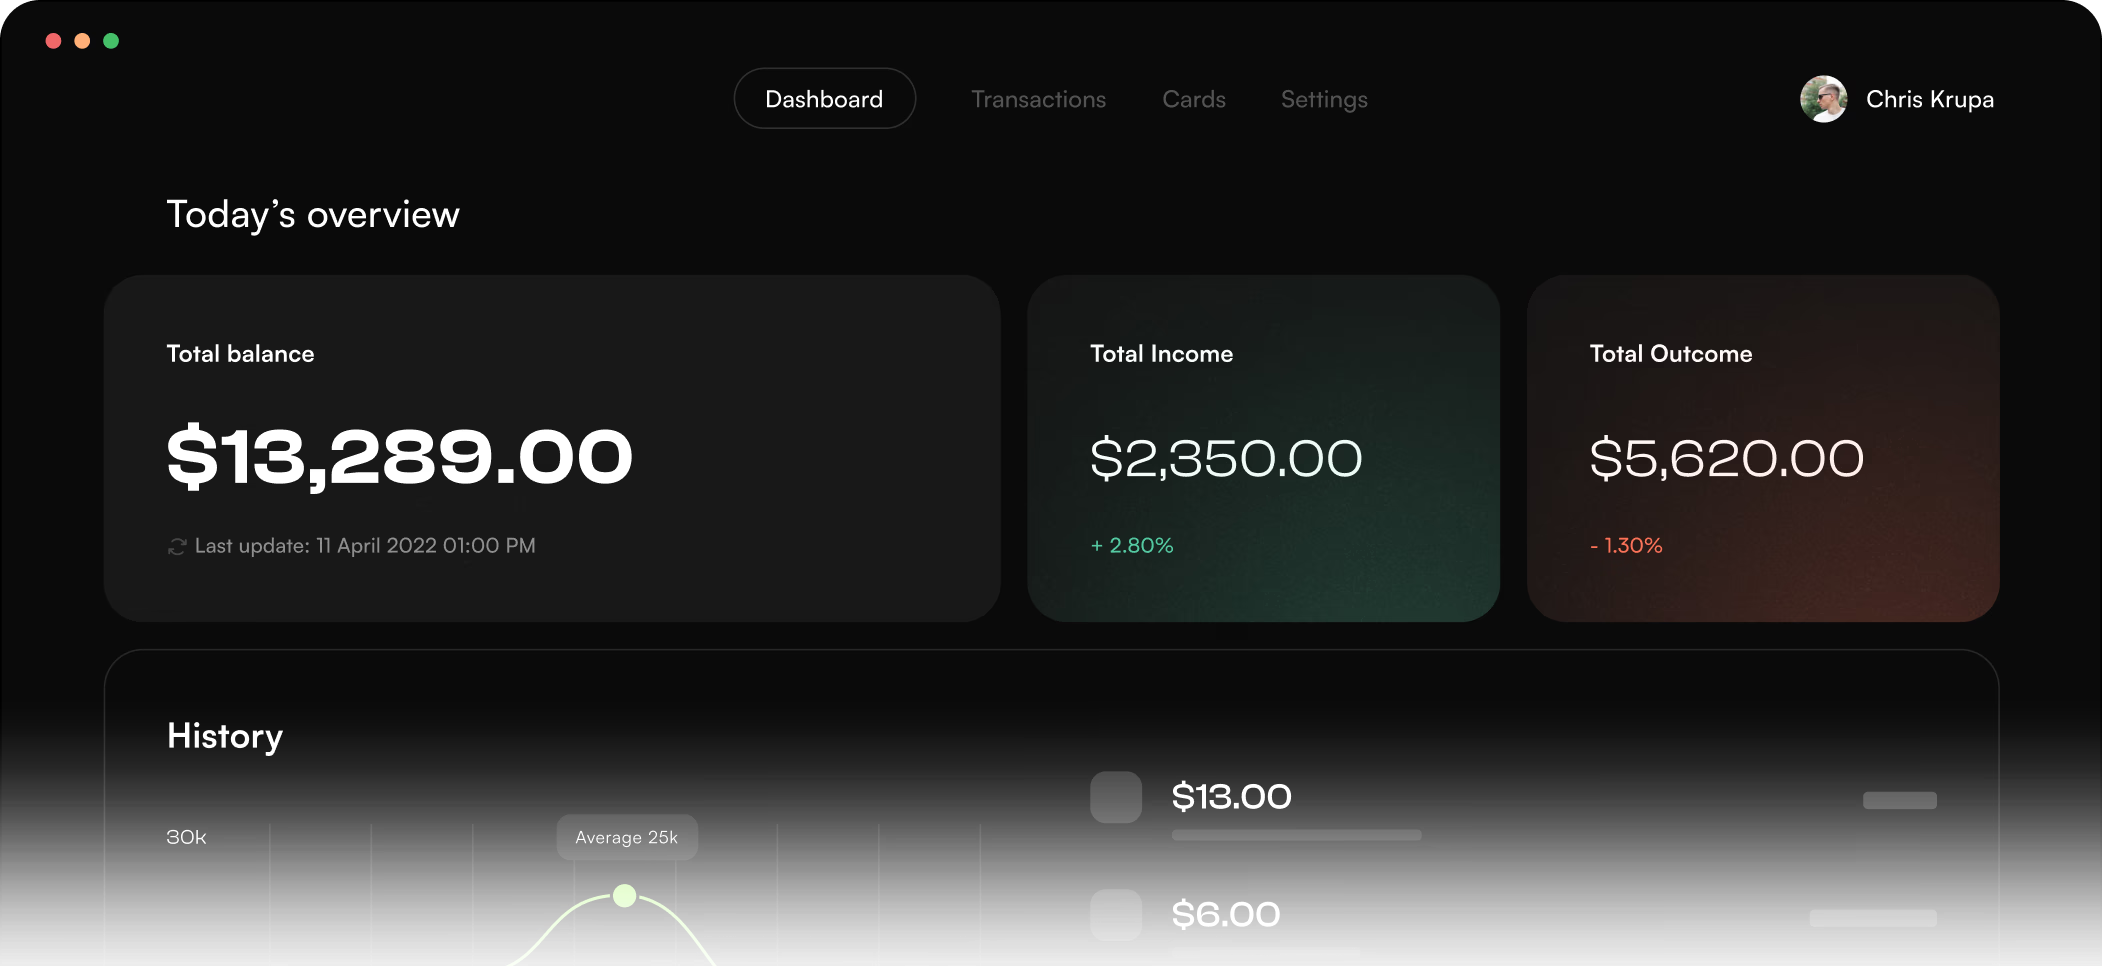 Dashboard
Transactions
Cards
Settings
Chris Krupa
Today’s overview
Total balance
$13,289.00
Last update: 11 April 2022 01:00 PM
Total Income
$2,350.00
+ 2.80%
Total Outcome
$5,620.00
- 1.30%
History
30k
Average 25k
$13.00
$6.00